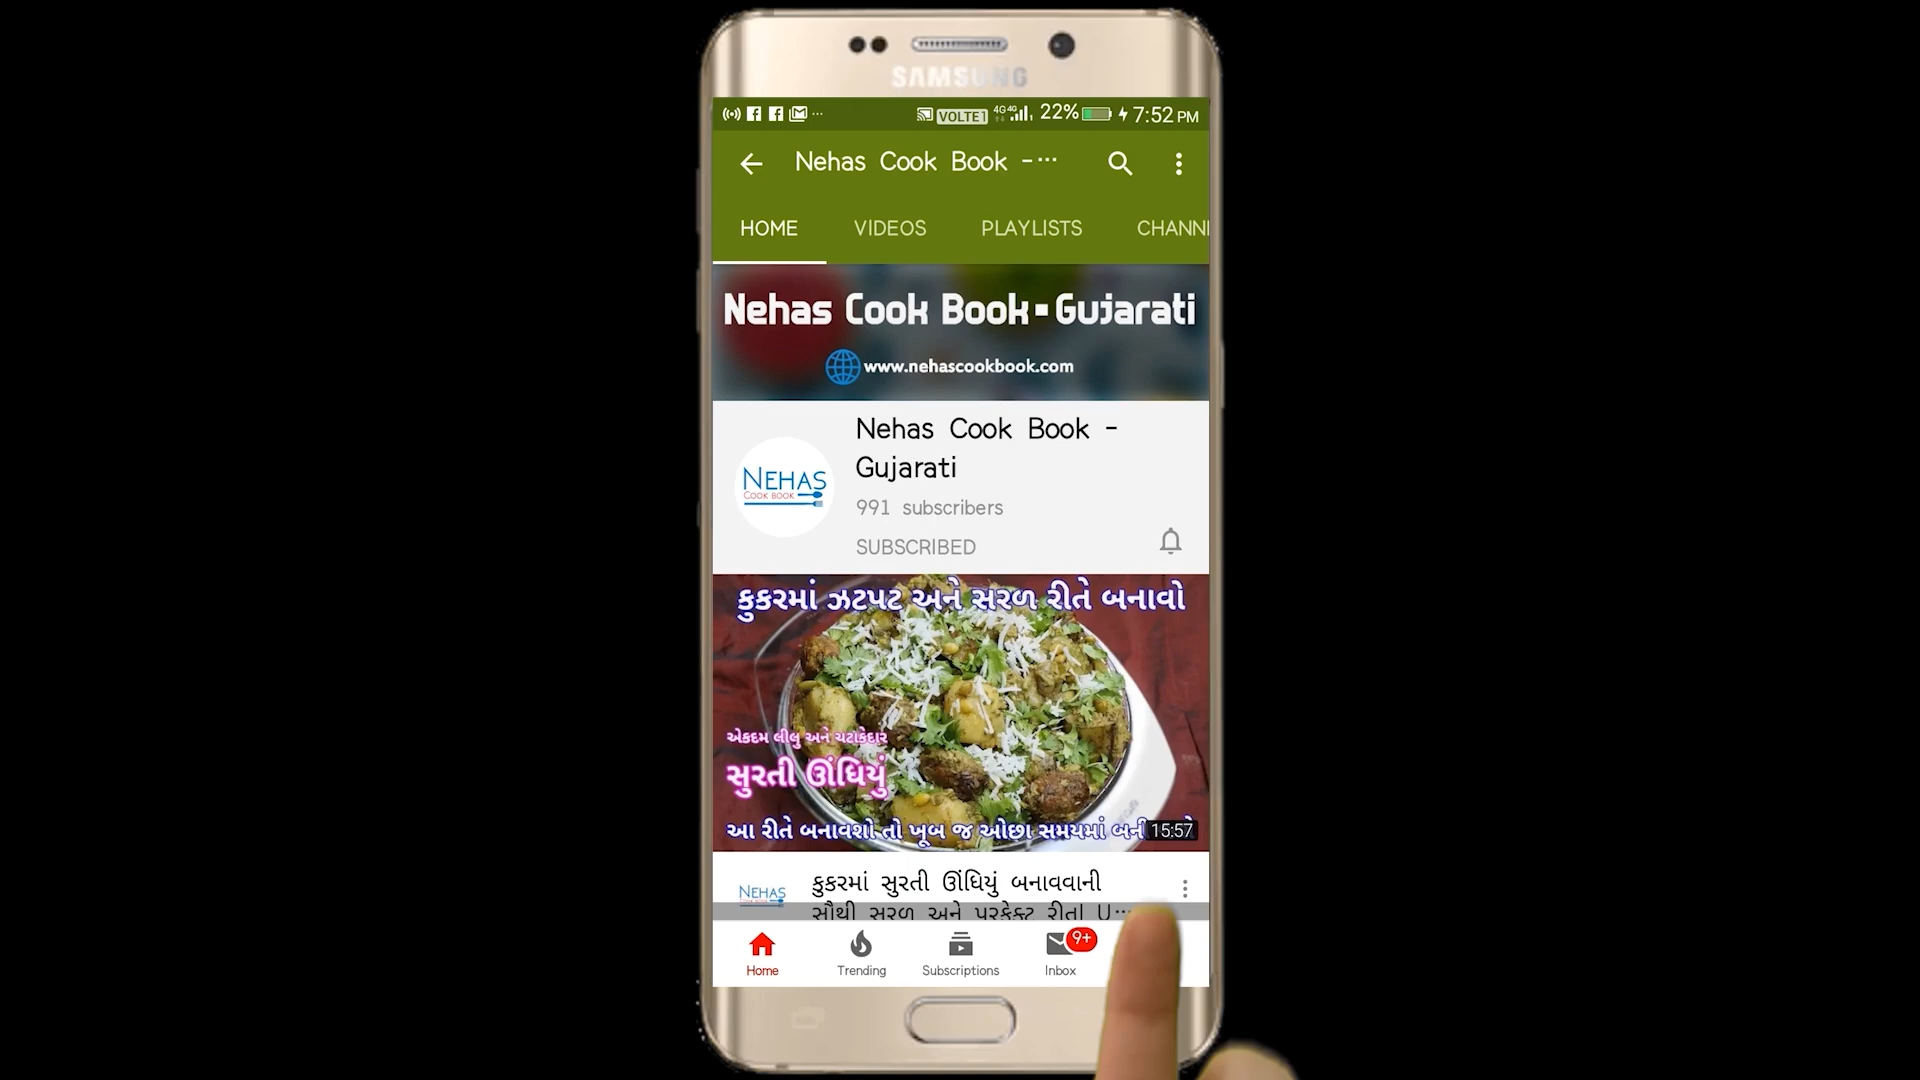 SAMSUNG
VOLTE1 4G 4G 22% 7:52 PM
Nehas Cook Book -...
HOME VIDEOS PLAYLISTS CHANN
Nehas Cook Book - Gujarati
www.nehascookbook.com
Nehas Cook Book -
Gujarati
991 subscribers
SUBSCRIBED
NEHAS
COOK BOOK
કુકરમાં ઝટપટ અને સરળ રીતે બનાવો
એકદમ લીલુ અને ચટાકેદાર
સુરતી ઊંધિયું
આ રીતે બનાવશો તો ખૂબ જ ઓછા સમયમાં
15:57
NEHAS
કુકરમાં સુરતી ઊંધિયું બનાવવાની
સૌથી સરળ અને પરફેક્ટ રીત| U...
Home Trending Subscriptions Inbox
9+